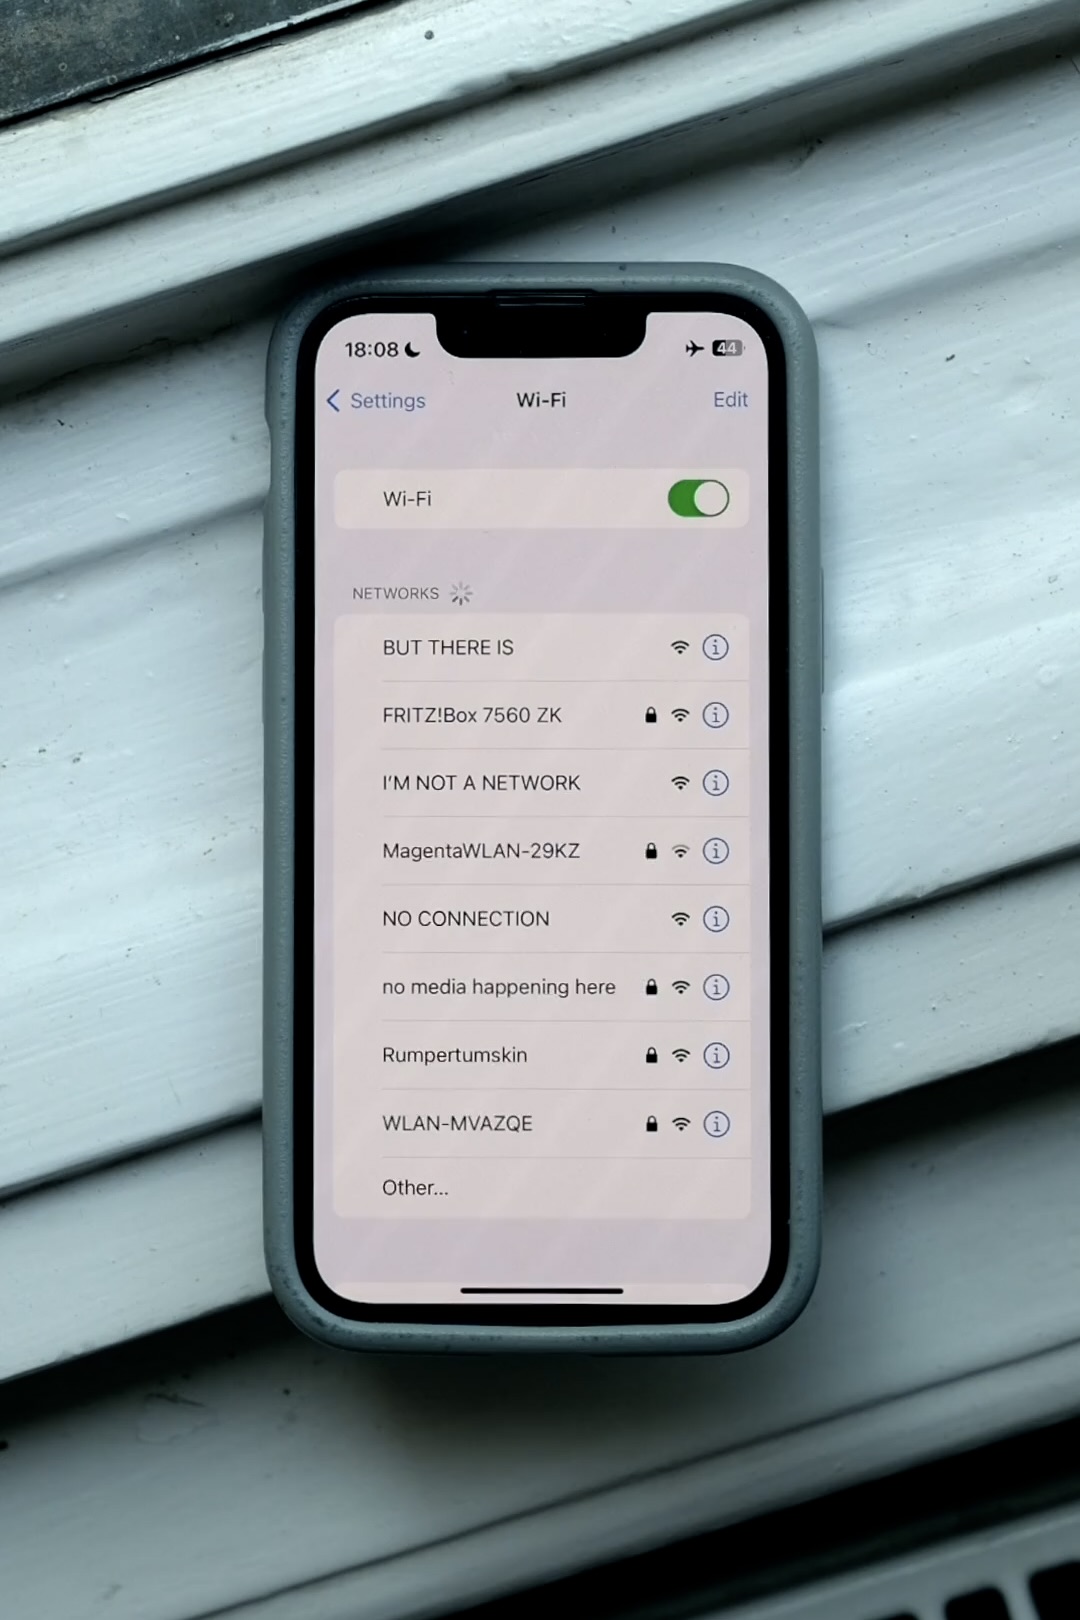 18:08 44
Settings Wi-Fi Edit
Wi-Fi
NETWORKS
BUT THERE IS
FRITZ!Box 7560 ZK
I'M NOT A NETWORK
MagentaWLAN-29KZ
NO CONNECTION
no media happening here
Rumpertumskin
WLAN-MVAZQE
Other...